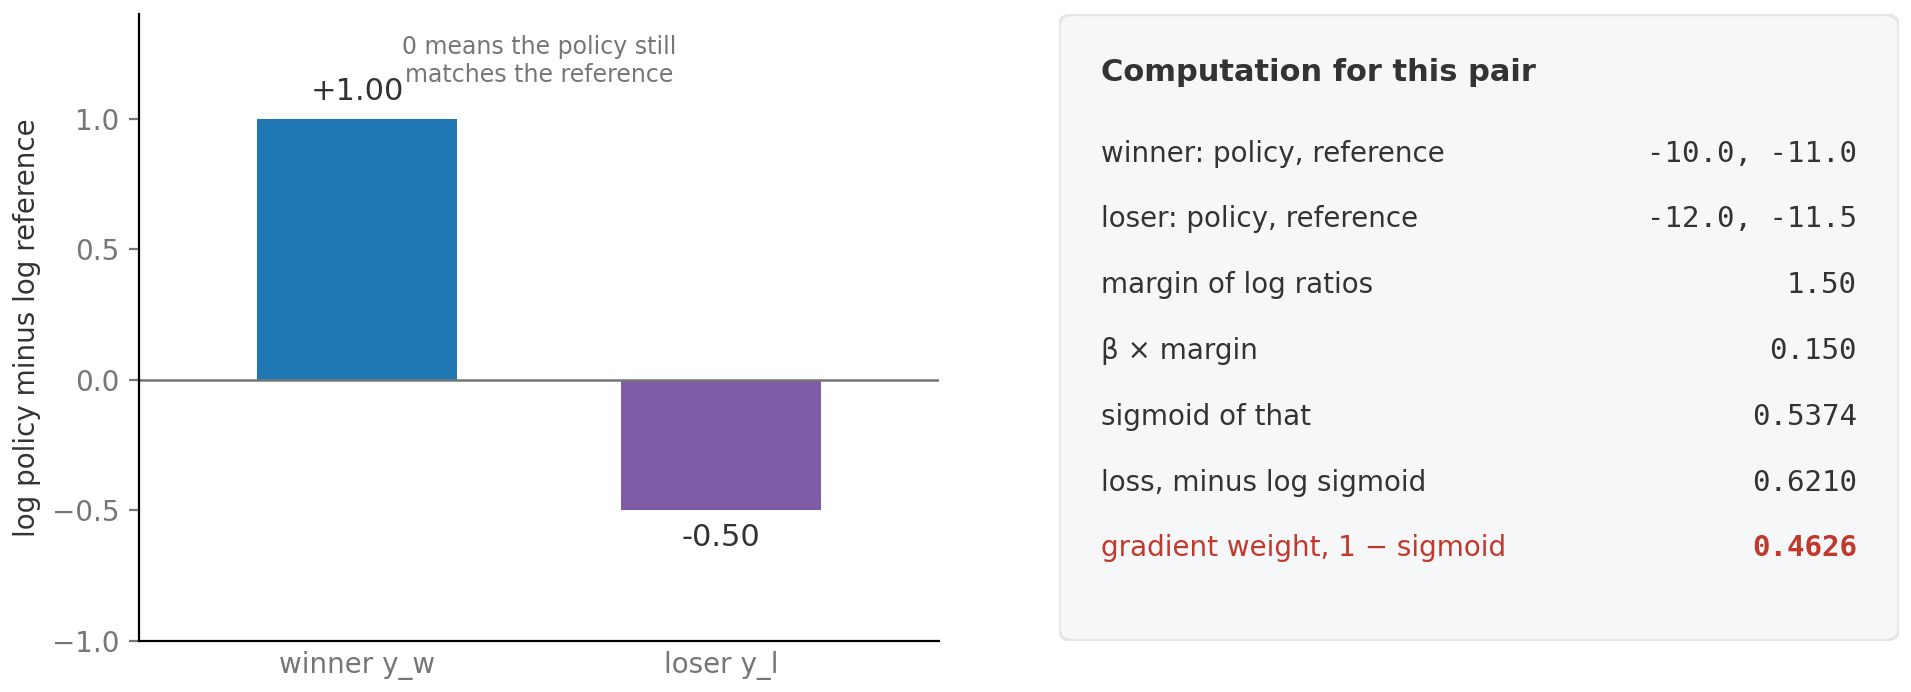 0 means the policy still
matches the reference
+1.00
log policy minus log reference
1.0
0.5
0.0
−0.5
−1.0
-0.50
winner y_w
loser y_l
Computation for this pair
winner: policy, reference -10.0, -11.0
loser: policy, reference -12.0, -11.5
margin of log ratios 1.50
β × margin 0.150
sigmoid of that 0.5374
loss, minus log sigmoid 0.6210
gradient weight, 1 − sigmoid 0.4626